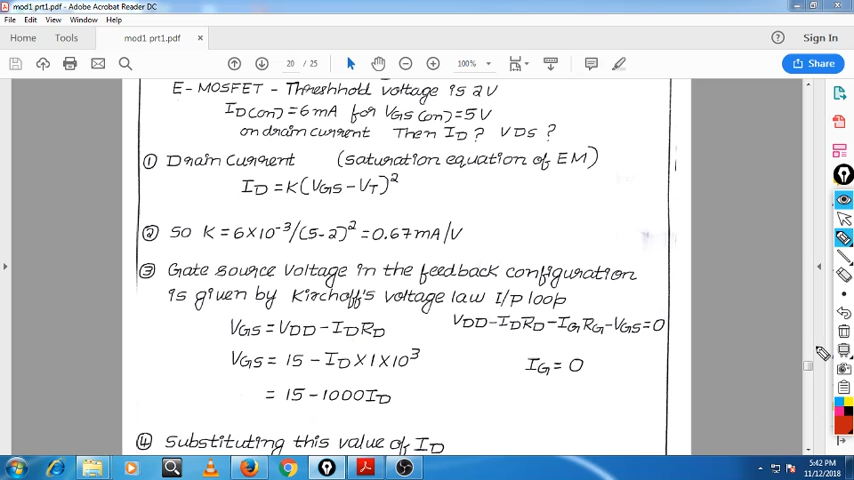 mod1 prt1.pdf - Adobe Acrobat Reader DC
File Edit View Window Help
Home Tools mod1 prt1.pdf × Sign In
20 / 25 100% Share
E-MOSFET - Threshhold voltage is 2V
ID(on) = 6mA for VGS(on) = 5V
on drain current Then ID? VDS?
① Drain Current (saturation equation of EM)
ID = K(VGS - VT)²
② So K = 6×10⁻³/(5-2)² = 0.67mA/V
③ Gate source voltage in the feedback configuration
is given by Kirchoff's voltage law I/P loop
VGS = VDD - IDRD VDD - IDRD - IGRG - VGS = 0
VGS = 15 - ID × 1 × 10³ IG = 0
= 15 - 1000ID
④ Substituting this value of ID
5:42 PM
11/12/2018